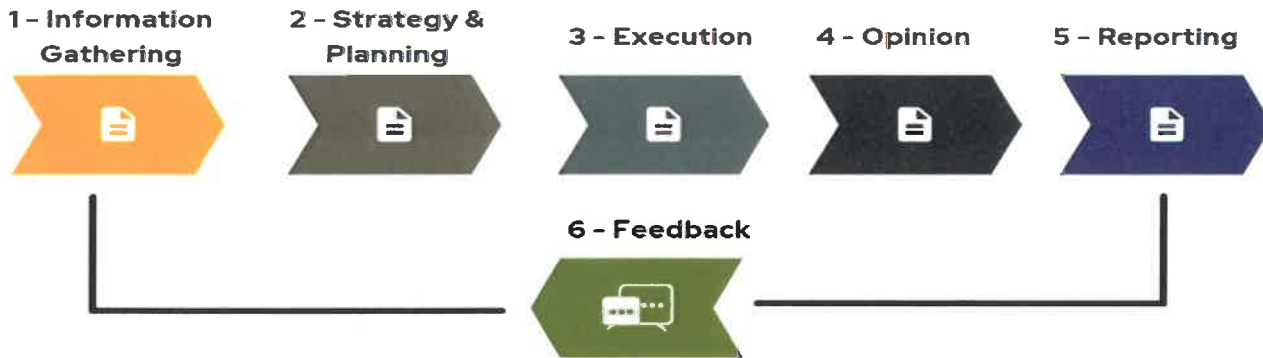 1 – Information
Gathering
2 – Strategy &
Planning
3 – Execution
4 – Opinion
5 – Reporting
6 – Feedback